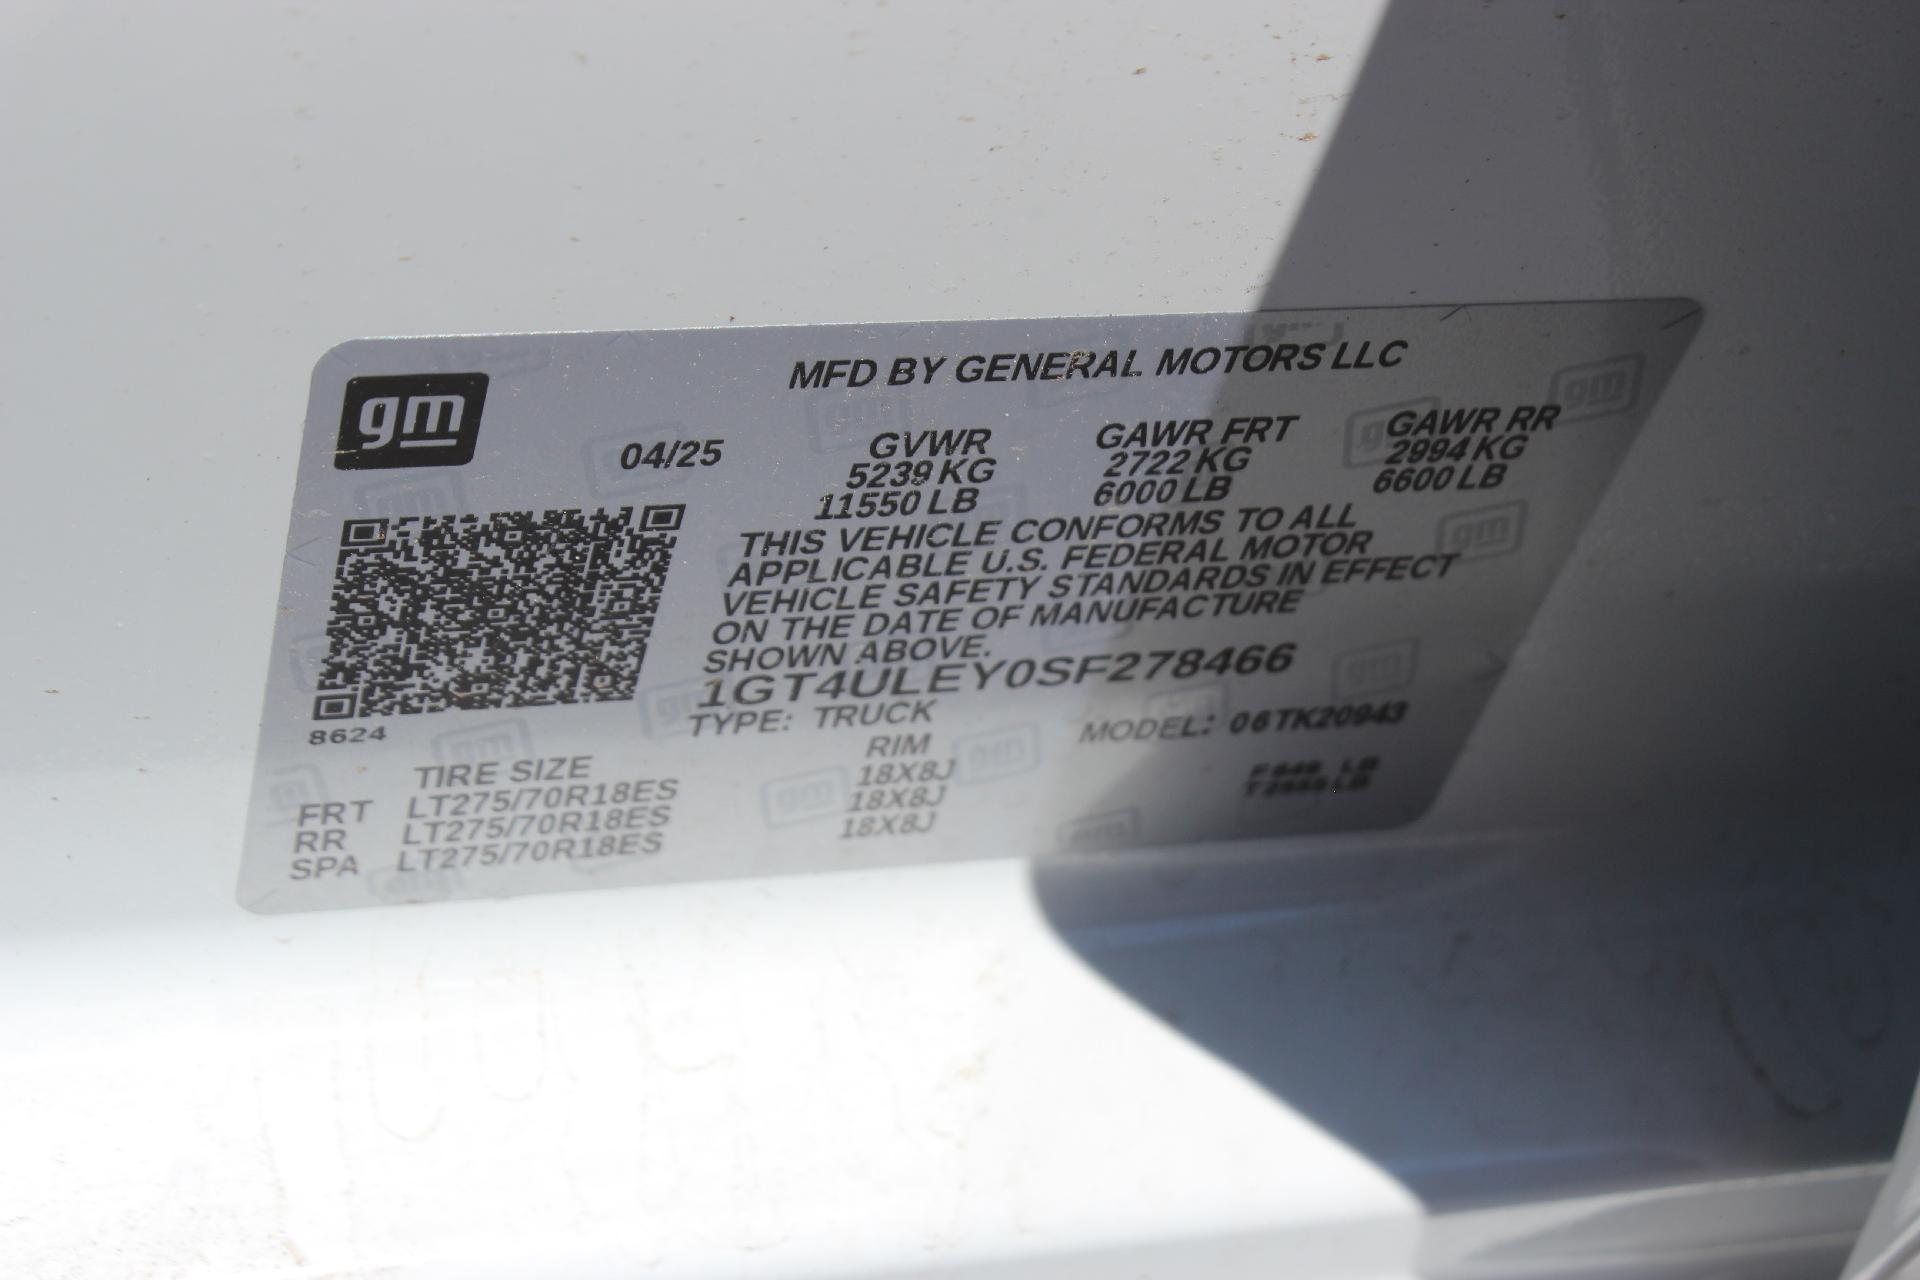 gm
MFD BY GENERAL MOTORS LLC
04/25
GVWR GAWR FRT GAWR RR
5239 KG 2722 KG 2994 KG
11550 LB 6000 LB 6600 LB
THIS VEHICLE CONFORMS TO ALL
APPLICABLE U.S. FEDERAL MOTOR
VEHICLE SAFETY STANDARDS IN EFFECT
ON THE DATE OF MANUFACTURE
SHOWN ABOVE.
1GT4ULEY0SF278466
TYPE: TRUCK MODEL: 06TK20943
8624
TIRE SIZE RIM
FRT LT275/70R18ES 18X8J
RR LT275/70R18ES 18X8J
SPA LT275/70R18ES 18X8J
LB
LB